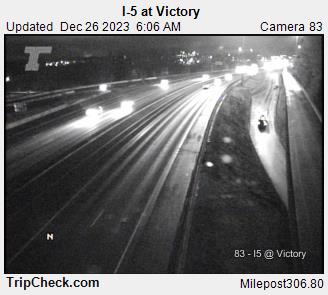 I-5 at Victory
Updated Dec 26 2023 6:06 AM Camera 83
T
N
83 - I5 @ Victory
TripCheck.com Milepost306.80